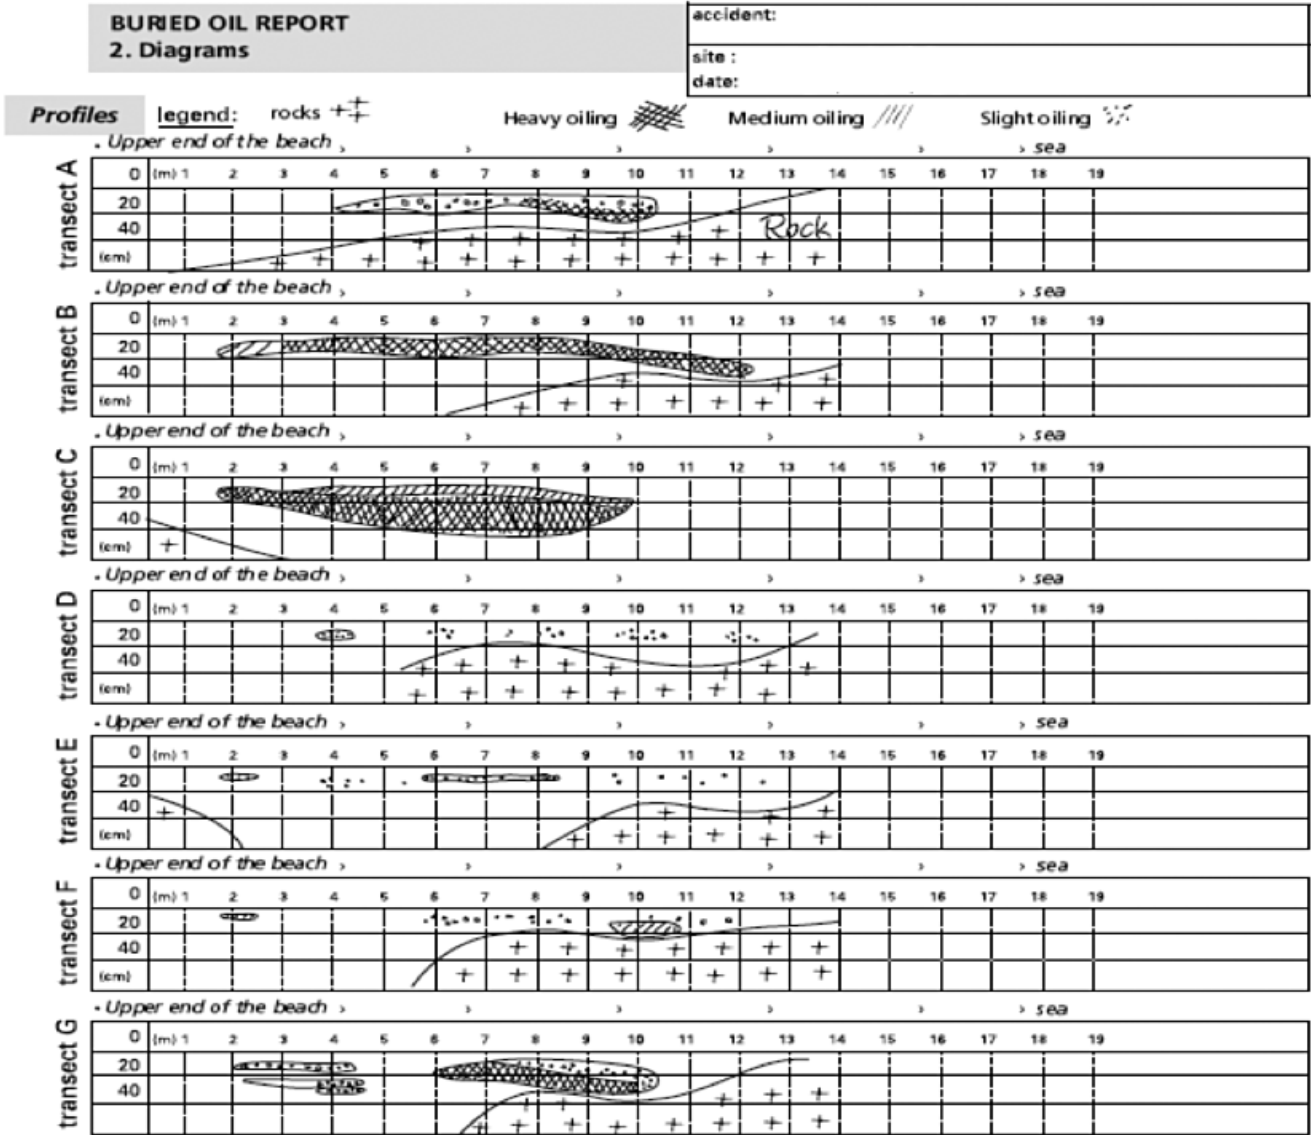 BURIED OIL REPORT
2. Diagrams
accident:
site :
date:
Profiles legend: rocks Heavy oiling Medium oiling Slight oiling
. Upper end of the beach > > > > > > sea
transect A
0 (m) 1 2 3 4 5 6 7 8 9 10 11 12 13 14 15 16 17 18 19
20
40 Rock
(cm)
. Upper end of the beach > > > > > > sea
transect B
0 (m) 1 2 3 4 5 6 7 8 9 10 11 12 13 14 15 16 17 18 19
20
40
(cm)
. Upper end of the beach > > > > > > sea
transect C
0 (m) 1 2 3 4 5 6 7 8 9 10 11 12 13 14 15 16 17 18 19
20
40
(cm)
. Upper end of the beach > > > > > > sea
transect D
0 (m) 1 2 3 4 5 6 7 8 9 10 11 12 13 14 15 16 17 18 19
20
40
(cm)
. Upper end of the beach > > > > > > sea
transect E
0 (m) 1 2 3 4 5 6 7 8 9 10 11 12 13 14 15 16 17 18 19
20
40
(cm)
. Upper end of the beach > > > > > > sea
transect F
0 (m) 1 2 3 4 5 6 7 8 9 10 11 12 13 14 15 16 17 18 19
20
40
(cm)
. Upper end of the beach > > > > > > sea
transect G
0 (m) 1 2 3 4 5 6 7 8 9 10 11 12 13 14 15 16 17 18 19
20
40